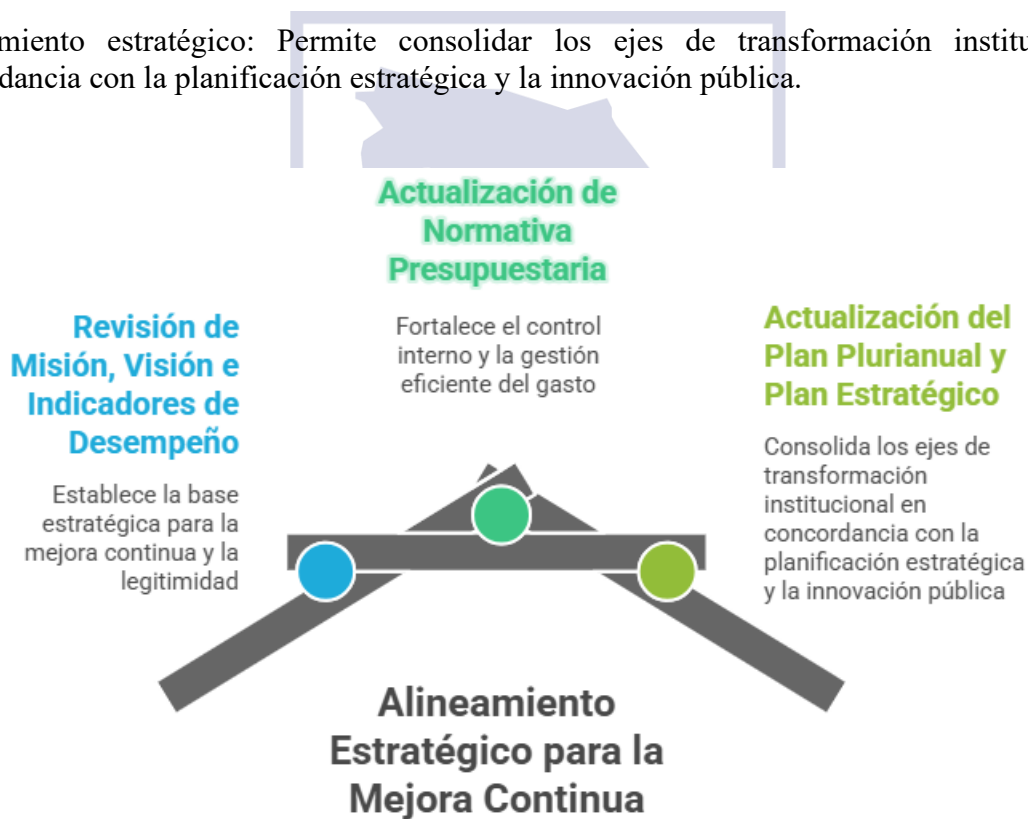 miento estratégico: Permite consolidar los ejes de transformación institu
dancia con la planificación estratégica y la innovación pública.
Actualización de
Normativa
Presupuestaria
Fortalece el control
interno y la gestión
eficiente del gasto
Revisión de
Misión, Visión e
Indicadores de
Desempeño
Establece la base
estratégica para la
mejora continua y la
legitimidad
Actualización del
Plan Plurianual y
Plan Estratégico
Consolida los ejes de
transformación
institucional en
concordancia con la
planificación estratégica
y la innovación pública
Alineamiento
Estratégico para la
Mejora Continua